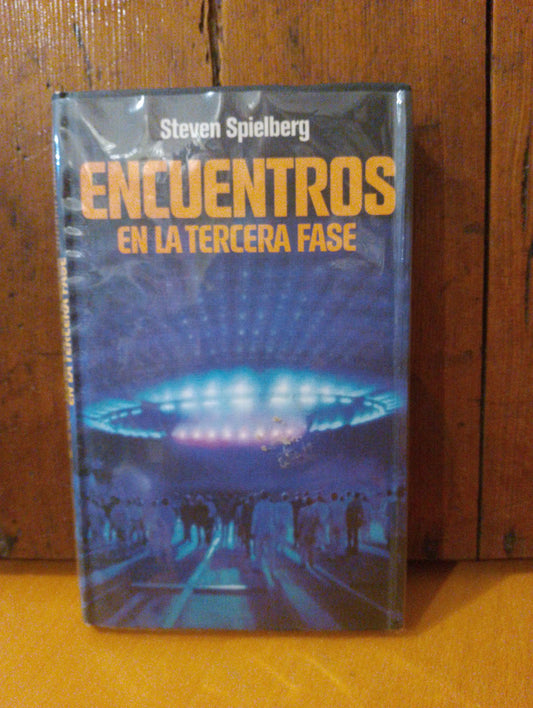 Steven Spielberg
ENCUENTROS
EN LA TERCERA FASE
EN LA TERCERA FASE